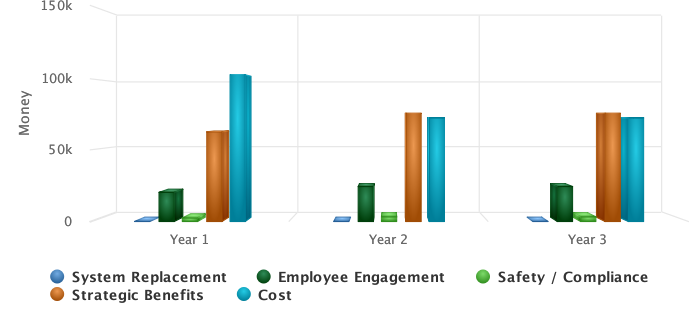 150k
100k
50k
0
Money
Year 1 Year 2 Year 3
System Replacement Employee Engagement Safety / Compliance
Strategic Benefits Cost